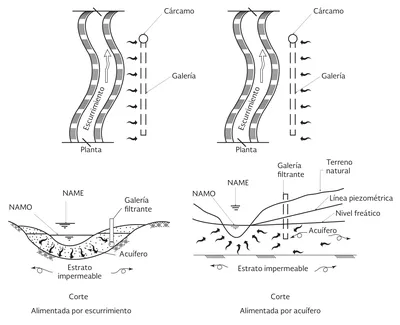 Cárcamo
Galería
Escurrimiento
Planta
Cárcamo
Galería
Escurrimiento
Planta
NAMO
NAME
Galería
filtrante
Acuífero
Estrato
impermeable
Corte
Alimentada por escurrimiento
NAMO
NAME
Galería
filtrante
Terreno
natural
Línea piezométrica
Nivel freático
Acuífero
Estrato impermeable
Corte
Alimentada por acuífero